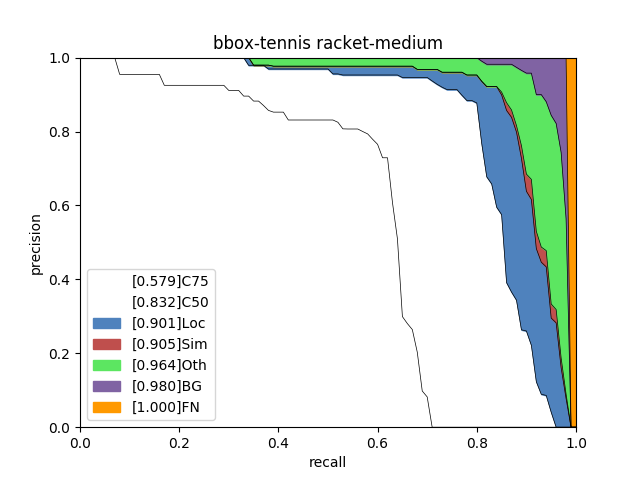 bbox-tennis racket-medium
precision
1.0
0.8
0.6
0.4
0.2
0.0
[0.579]C75
[0.832]C50
[0.901]Loc
[0.905]Sim
[0.964]Oth
[0.980]BG
[1.000]FN
0.0 0.2 0.4 0.6 0.8 1.0
recall